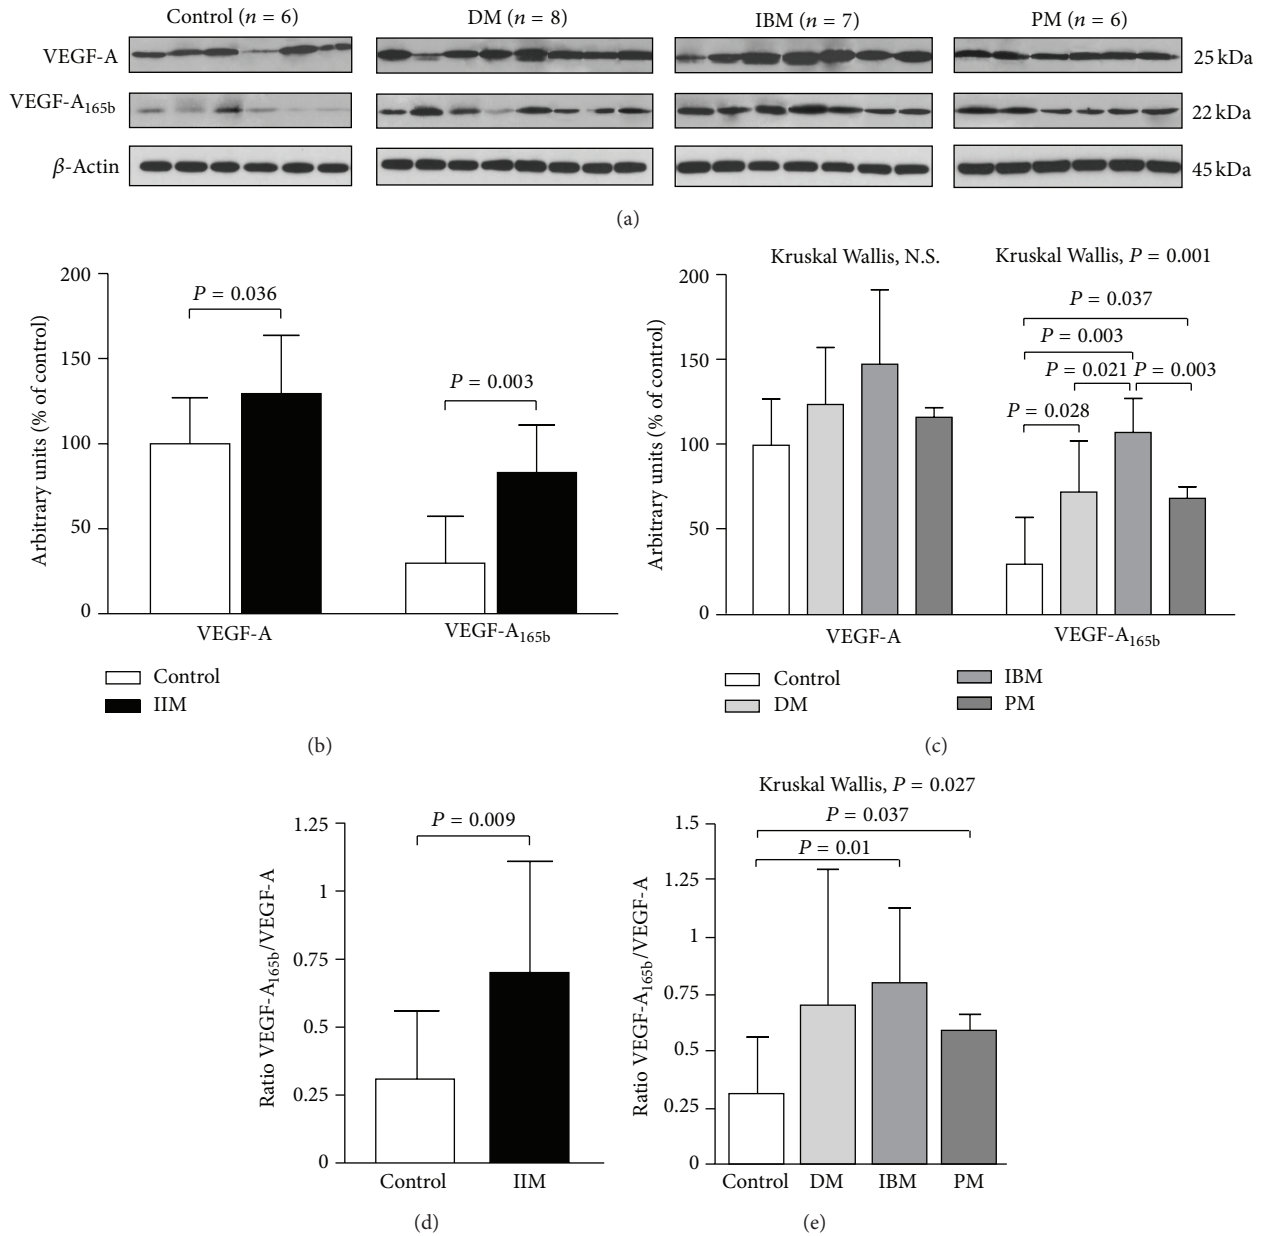 Control (n = 6) DM (n = 8) IBM (n = 7) PM (n = 6)
VEGF-A 25 kDa
VEGF-A165b 22 kDa
β-Actin 45 kDa
(a)
200
150
100
50
0
Arbitrary units (% of control)
P = 0.036
P = 0.003
VEGF-A VEGF-A165b
Control
IIM
(b)
Kruskal Wallis, N.S. Kruskal Wallis, P = 0.001
200
150
100
50
0
Arbitrary units (% of control)
P = 0.037
P = 0.003
P = 0.021 P = 0.003
P = 0.028
VEGF-A VEGF-A165b
Control IBM
DM PM
(c)
1.25
1
0.75
0.5
0.25
0
Ratio VEGF-A165b/VEGF-A
P = 0.009
Control IIM
(d)
Kruskal Wallis, P = 0.027
1.5
1.25
1
0.75
0.5
0.25
0
Ratio VEGF-A165b/VEGF-A
P = 0.037
P = 0.01
Control DM IBM PM
(e)